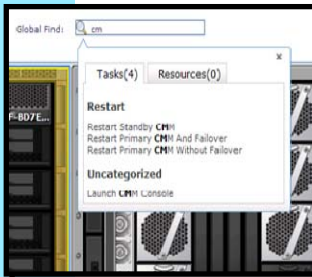 Global Find: cm
x
Tasks(4) Resources(0)
F-BD7E...
Restart
Restart Standby CMM
Restart Primary CMM And Failover
Restart Primary CMM Without Failover
Uncategorized
Launch CMM Console